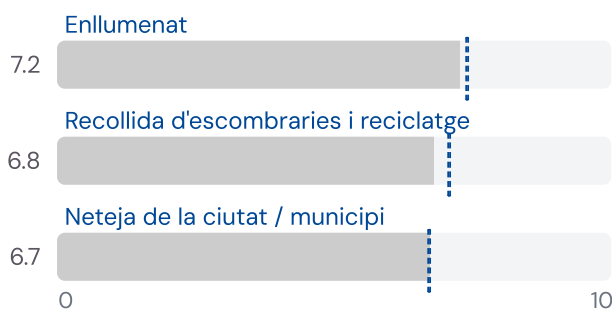 Enllumenat
7.2
Recollida d'escombraries i reciclatge
6.8
Neteja de la ciutat / municipi
6.7
0 10